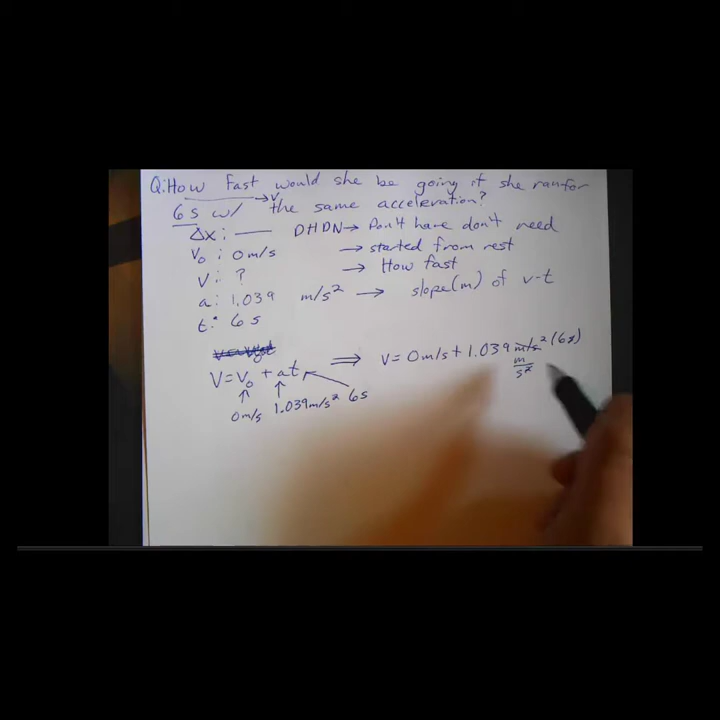 Q: How fast would she be going if she ran for
6 s w/ → v the same acceleration?
Δx: — DHDN → Don't have don't need
V₀: 0 m/s → started from rest
V: ? → How fast
a: 1.039 m/s² → slope(m) of v-t
t: 6 s
V = V₀ + at ⇒ V = 0 m/s + 1.039 m/s² (6s)
m/s²
0 m/s 1.039 m/s² 6s